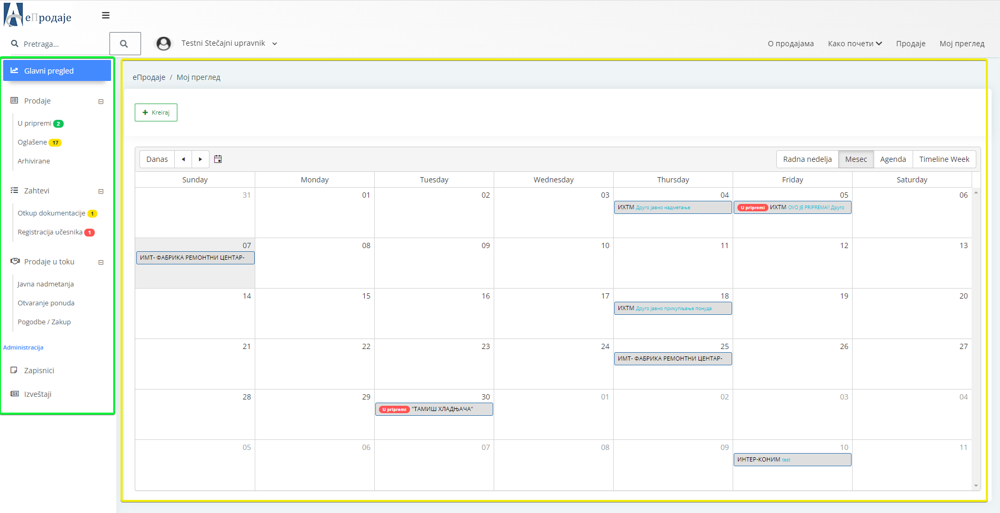 еПродаје
Pretraga...
Testni Stečajni upravnik
О продајама
Како почети
Продаје
Мој преглед
Glavni pregled
Prodaje
U pripremi 2
Oglašene 17
Arhivirane
Zahtevi
Otkup dokumentacije 1
Registracija učesnika 1
Prodaje u toku
Javna nadmetanja
Otvaranje ponuda
Pogodbe / Zakup
Administracija
Zapisnici
Izveštaji
еПродаје / Мој преглед
Kreiraj
Danas
Radna nedelja
Mesec
Agenda
Timeline Week
Sunday Monday Tuesday Wednesday Thursday Friday Saturday
31 01 02 03 04 05 06
ИХТМ Друго јавно надметање
U pripremi ИХТМ OVO JE PRIPREMA!! Друго
07 08 09 10 11 12 13
ИМТ- ФАБРИКА РЕМОНТНИ ЦЕНТАР-
14 15 16 17 18 19 20
ИХТМ Друго јавно прикупљање понуда
21 22 23 24 25 26 27
ИМТ- ФАБРИКА РЕМОНТНИ ЦЕНТАР-
28 29 30 01 02 03 04
U pripremi "ТАМИШ ХЛАДЊАЧА"
05 06 07 08 09 10 11
ИНТЕР-КОНИМ test